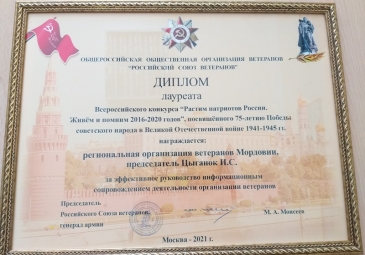 ОБЩЕРОССИЙСКАЯ ОБЩЕСТВЕННАЯ ОРГАНИЗАЦИЯ ВЕТЕРАНОВ
"РОССИЙСКИЙ СОЮЗ ВЕТЕРАНОВ"
ДИПЛОМ
лауреата
Всероссийского конкурса "Растим патриотов России.
Живём и помним 2016-2020 годов", посвящённого 75-летию Победы
советского народа в Великой Отечественной войне 1941-1945 гг.
награждается:
региональная организация ветеранов Мордовии,
председатель Цыганок И.С.
за эффективное руководство информационным
сопровождением деятельности организации ветеранов
Председатель
Российского Союза ветеранов,
генерал армии
М. А. Моисеев
Москва - 2021 г.